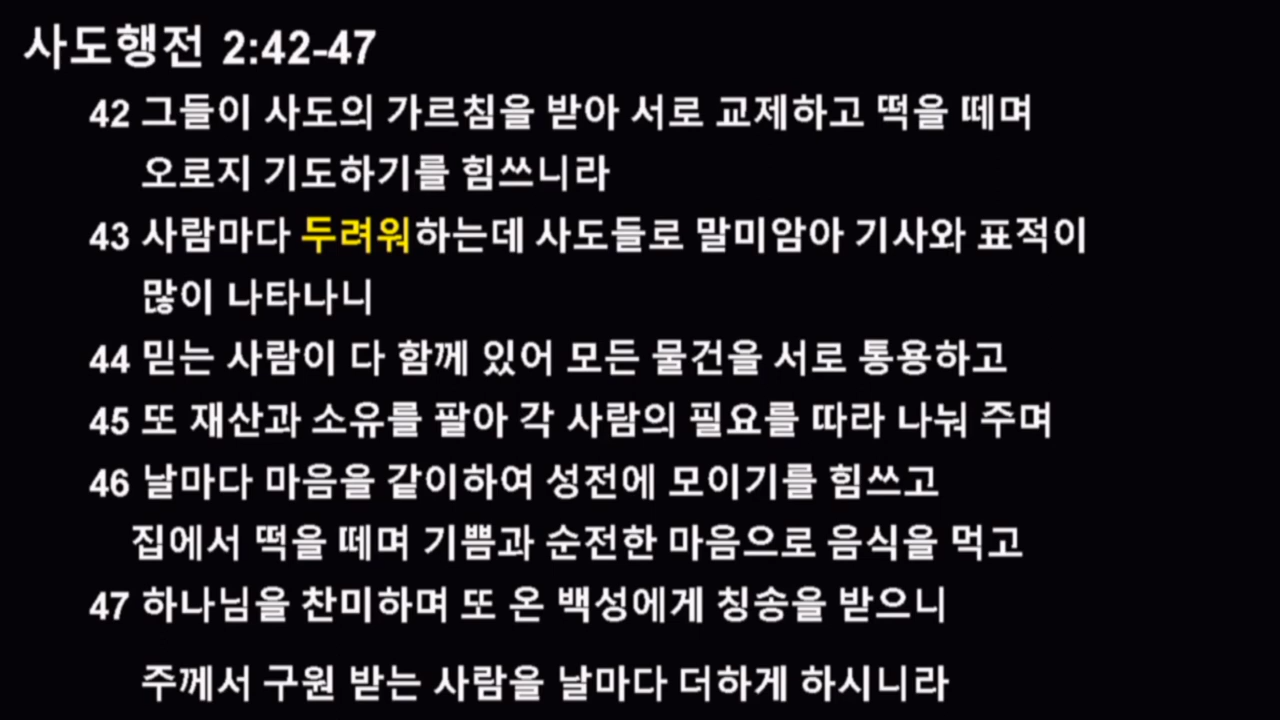 사도행전 2:42-47
42 그들이 사도의 가르침을 받아 서로 교제하고 떡을 떼며
오로지 기도하기를 힘쓰니라
43 사람마다 두려워하는데 사도들로 말미암아 기사와 표적이
많이 나타나니
44 믿는 사람이 다 함께 있어 모든 물건을 서로 통용하고
45 또 재산과 소유를 팔아 각 사람의 필요를 따라 나눠 주며
46 날마다 마음을 같이하여 성전에 모이기를 힘쓰고
집에서 떡을 떼며 기쁨과 순전한 마음으로 음식을 먹고
47 하나님을 찬미하며 또 온 백성에게 칭송을 받으니
주께서 구원 받는 사람을 날마다 더하게 하시니라